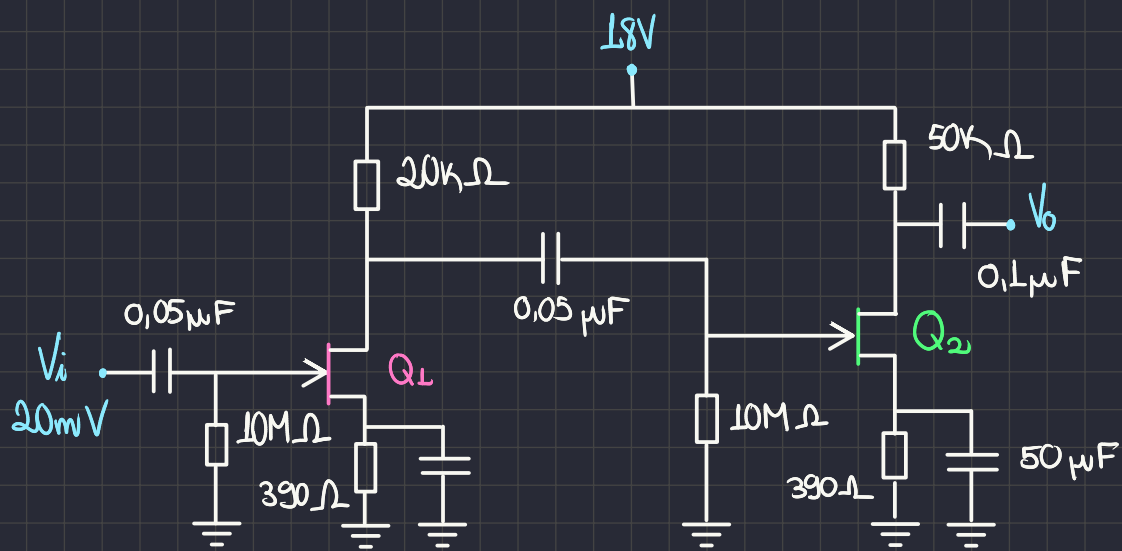 18V
50KΩ
20KΩ
Vo
0,1μF
0,05μF
0,05μF
Q2
Vi
Q1
20mV
10MΩ
10MΩ
390Ω
390Ω
50μF